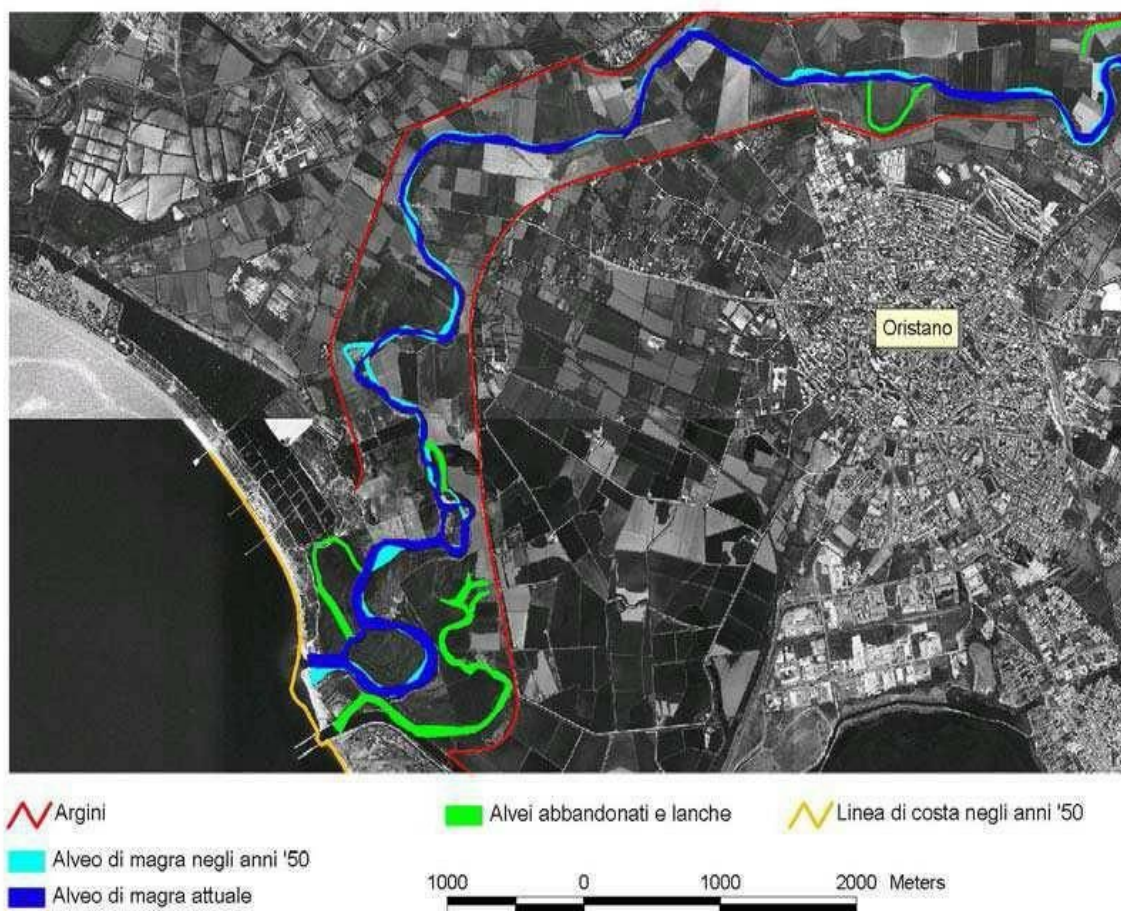 Oristano
Argini
Alvei abbandonati e lanche
Linea di costa negli anni '50
Alveo di magra negli anni '50
Alveo di magra attuale
1000 0 1000 2000 Meters